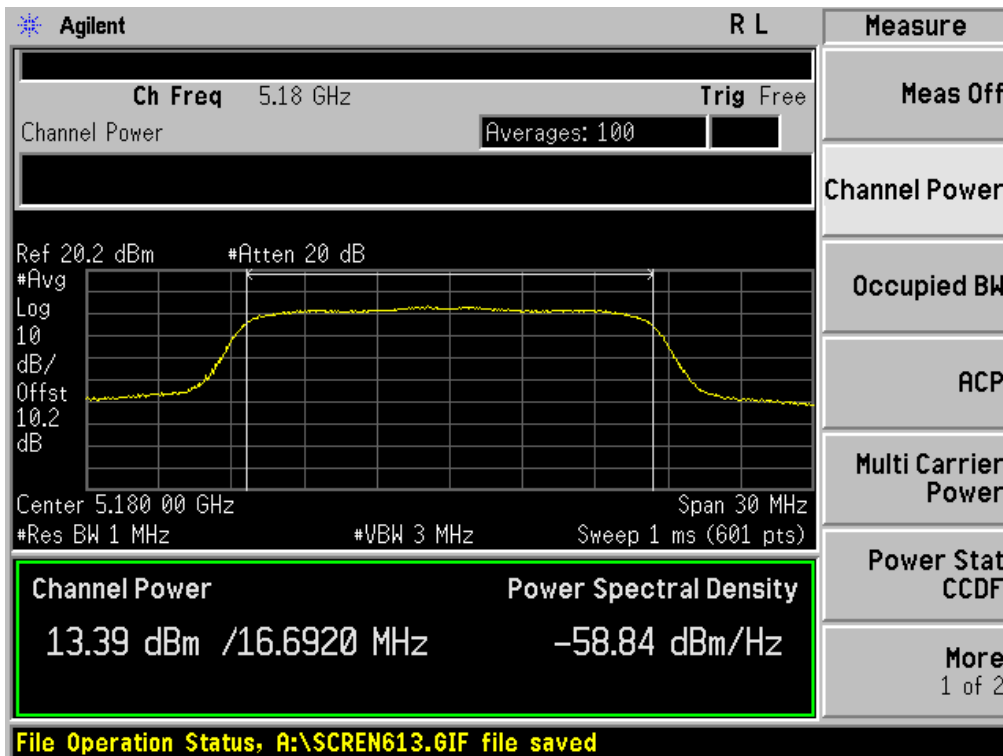 Agilent R L Measure
Ch Freq 5.18 GHz Trig Free
Meas Off
Channel Power Averages: 100
Channel Power
Ref 20.2 dBm #Atten 20 dB
#Avg
Log
10
dB/
Offst
10.2
dB
Occupied BW
ACP
Center 5.180 00 GHz Span 30 MHz
#Res BW 1 MHz #VBW 3 MHz Sweep 1 ms (601 pts)
Multi Carrier
Power
Channel Power Power Spectral Density
13.39 dBm /16.6920 MHz -58.84 dBm/Hz
Power Stat
CCDF
More
1 of 2
File Operation Status, A:\SCREN613.GIF file saved